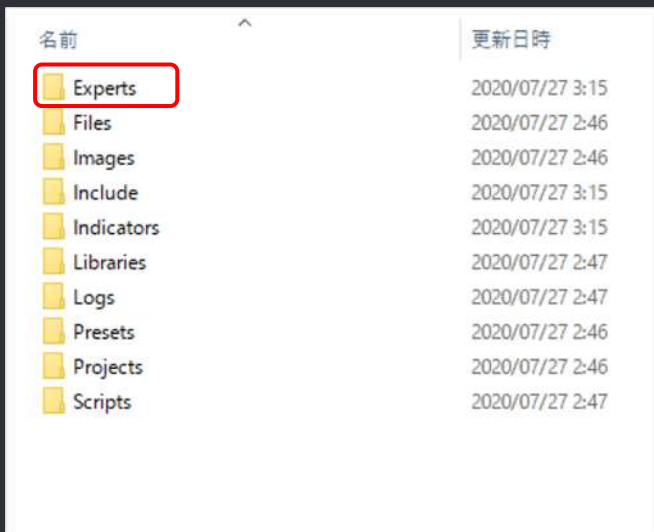 名前 更新日時
Experts 2020/07/27 3:15
Files 2020/07/27 2:46
Images 2020/07/27 2:46
Include 2020/07/27 3:15
Indicators 2020/07/27 3:15
Libraries 2020/07/27 2:47
Logs 2020/07/27 2:47
Presets 2020/07/27 2:46
Projects 2020/07/27 2:46
Scripts 2020/07/27 2:47